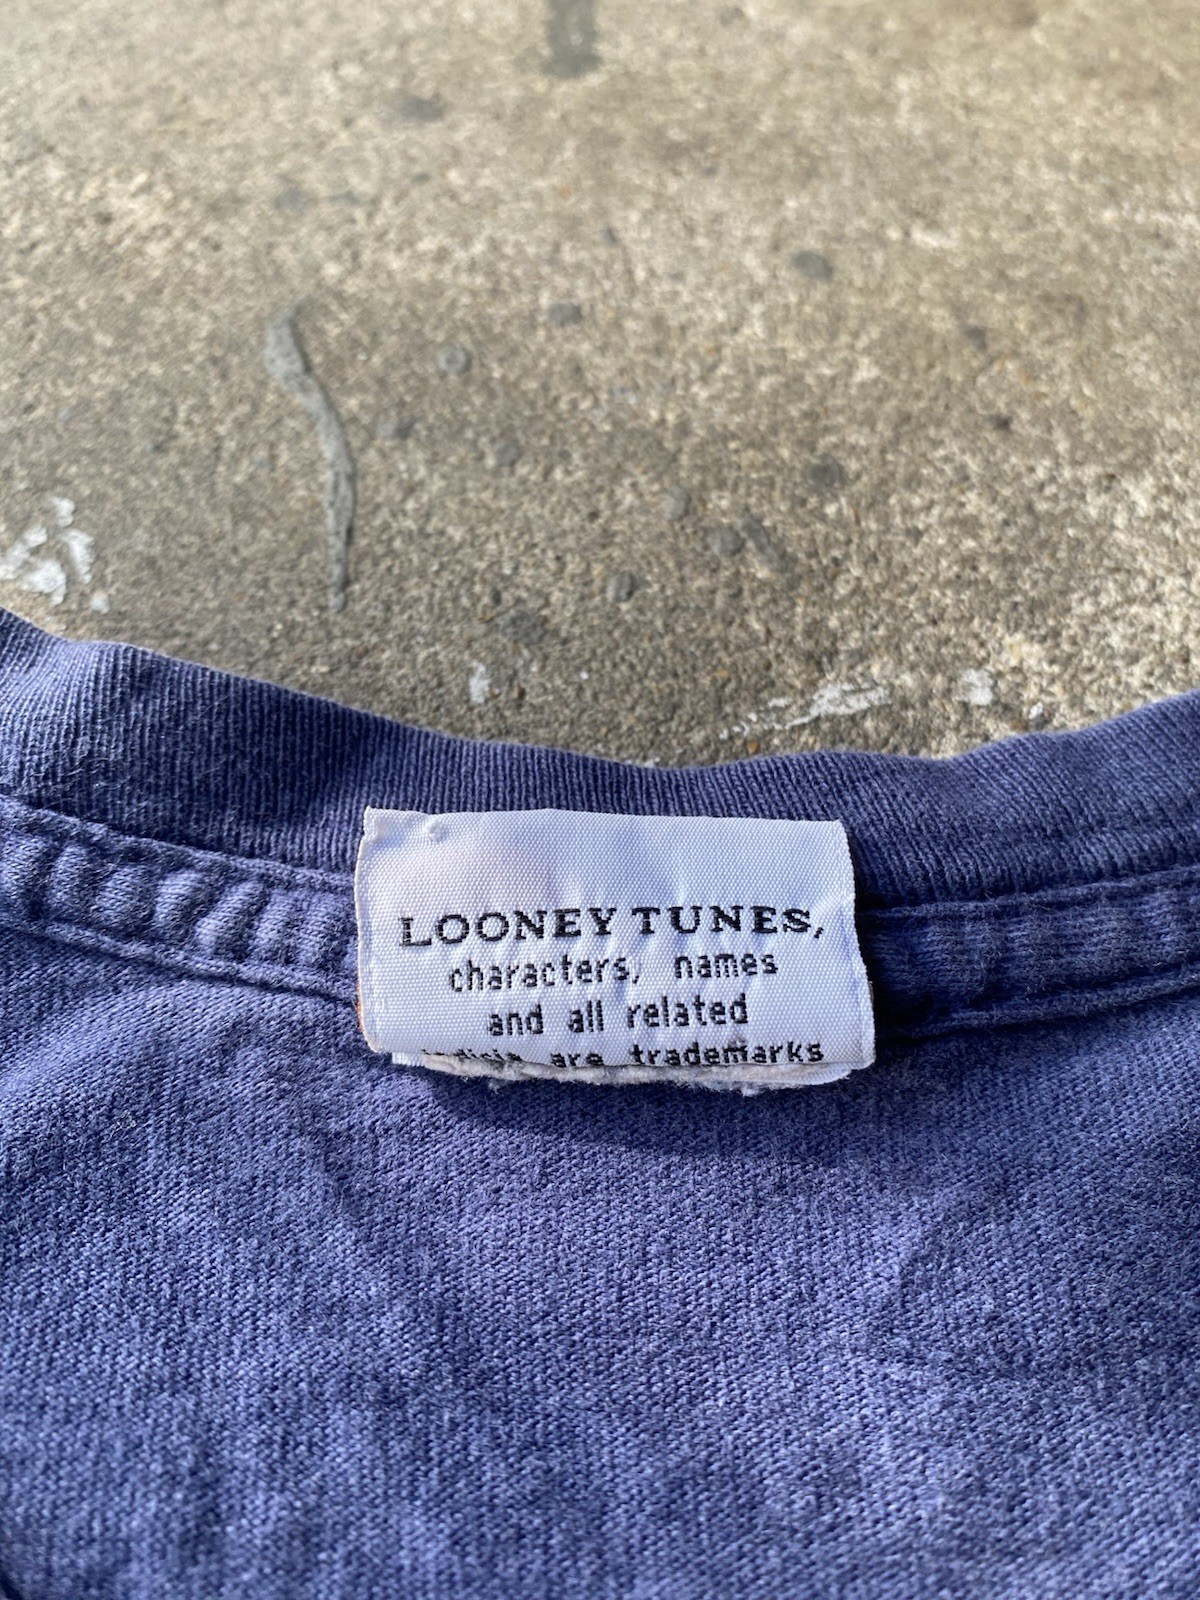 LOONEY TUNES,
characters, names
and all related
are trademarks